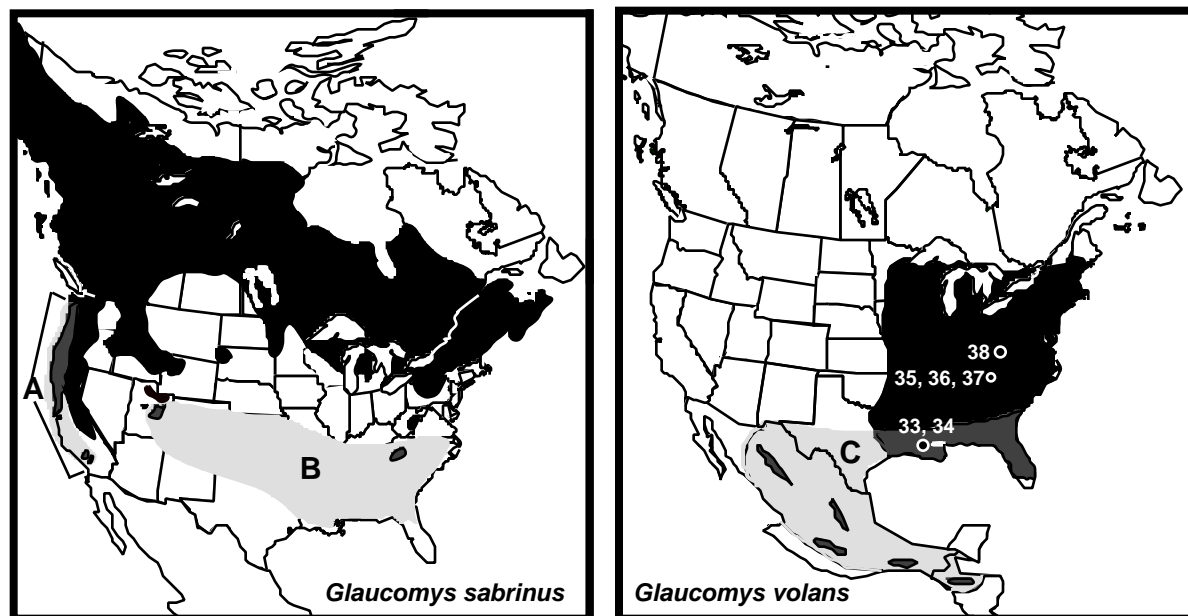 A
B
Glaucomys sabrinus
38
35, 36, 37
33, 34
C
Glaucomys volans